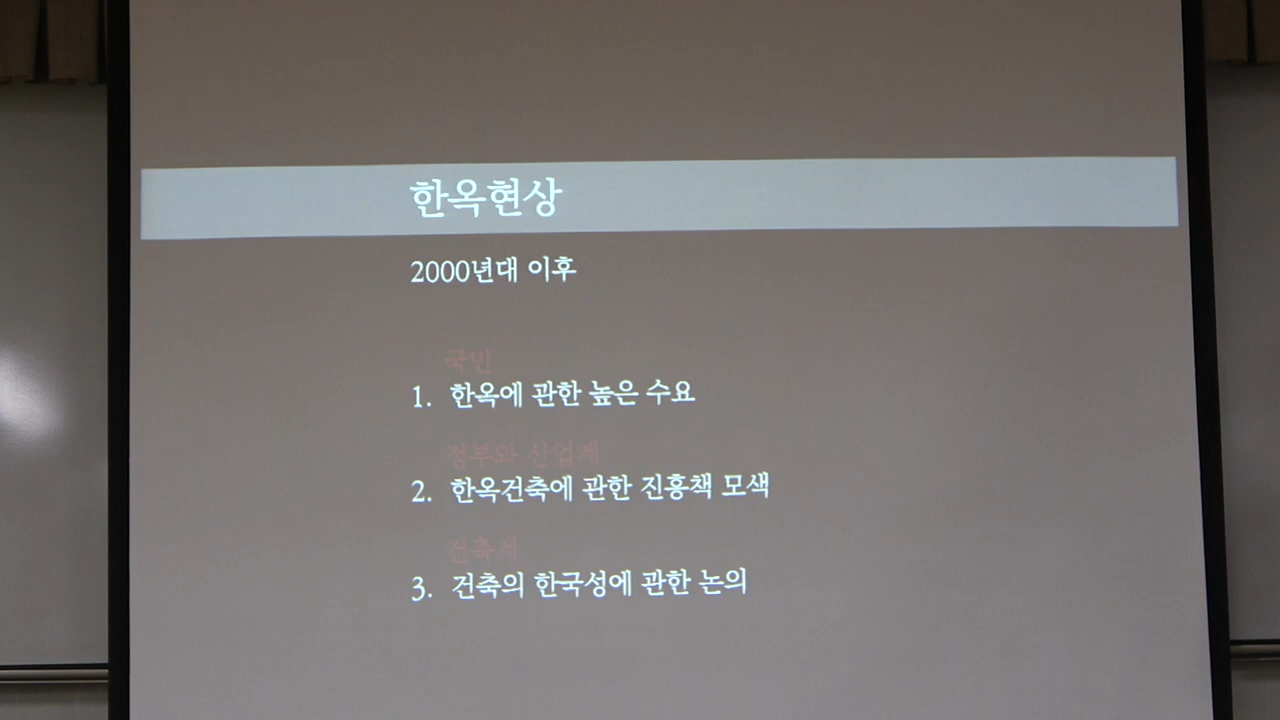 한옥현상
2000년대 이후
국민
1. 한옥에 관한 높은 수요
정부와 산업계
2. 한옥건축에 관한 진흥책 모색
건축계
3. 건축의 한국성에 관한 논의